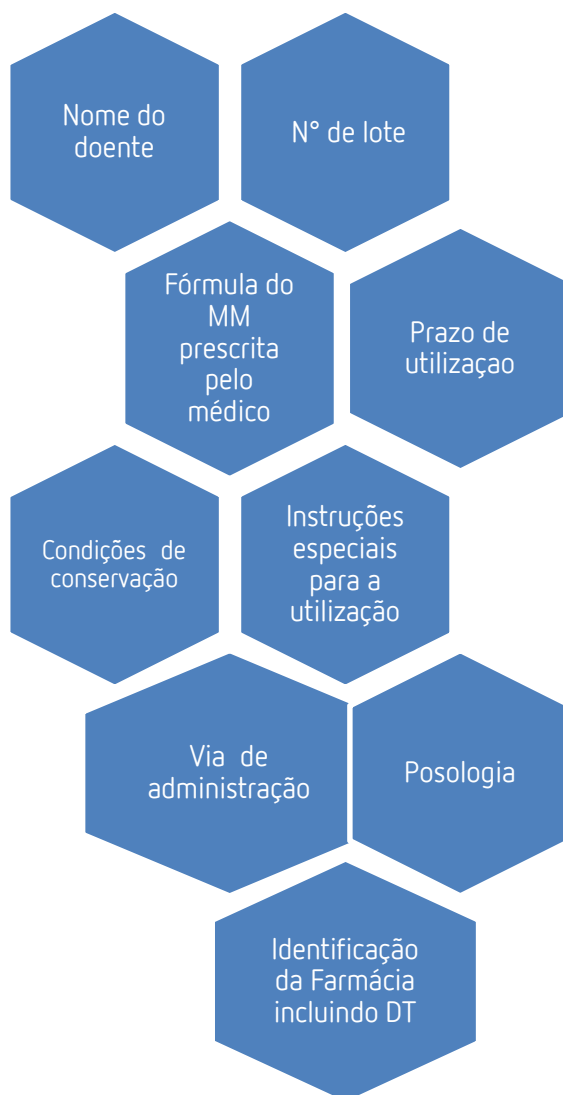 Nome do
doente
N° de lote
Fórmula do
MM
prescrita
pelo
médico
Prazo de
utilizaçao
Condições de
conservação
Instruções
especiais
para a
utilização
Via de
administração
Posologia
Identificação
da Farmácia
incluindo DT